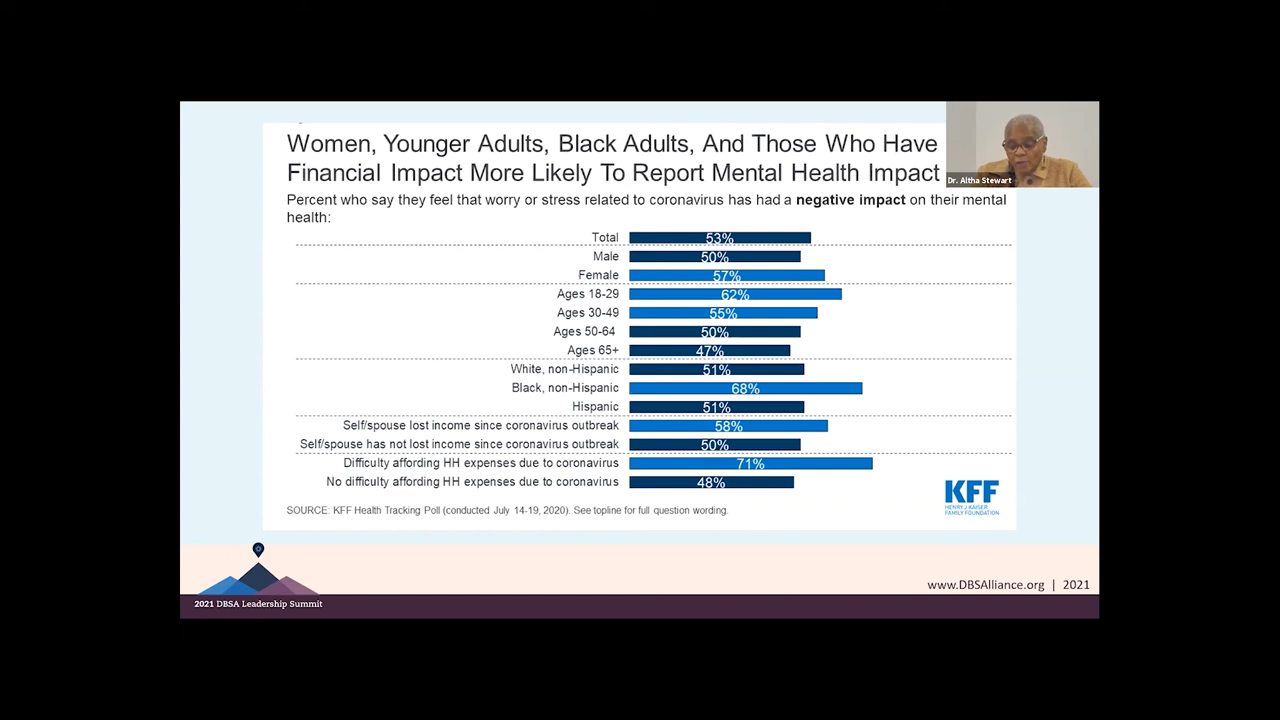 Women, Younger Adults, Black Adults, And Those Who Have
Financial Impact More Likely To Report Mental Health Impact
Dr. Altha Stewart
Percent who say they feel that worry or stress related to coronavirus has had a negative impact on their mental
health:
Total 53%
Male 50%
Female 57%
Ages 18-29 62%
Ages 30-49 55%
Ages 50-64 50%
Ages 65+ 47%
White, non-Hispanic 51%
Black, non-Hispanic 68%
Hispanic 51%
Self/spouse lost income since coronavirus outbreak 58%
Self/spouse has not lost income since coronavirus outbreak 50%
Difficulty affording HH expenses due to coronavirus 71%
No difficulty affording HH expenses due to coronavirus 48%
KFF
HENRY J KAISER
FAMILY FOUNDATION
SOURCE: KFF Health Tracking Poll (conducted July 14-19, 2020). See topline for full question wording.
www.DBSAlliance.org | 2021
2021 DBSA Leadership Summit